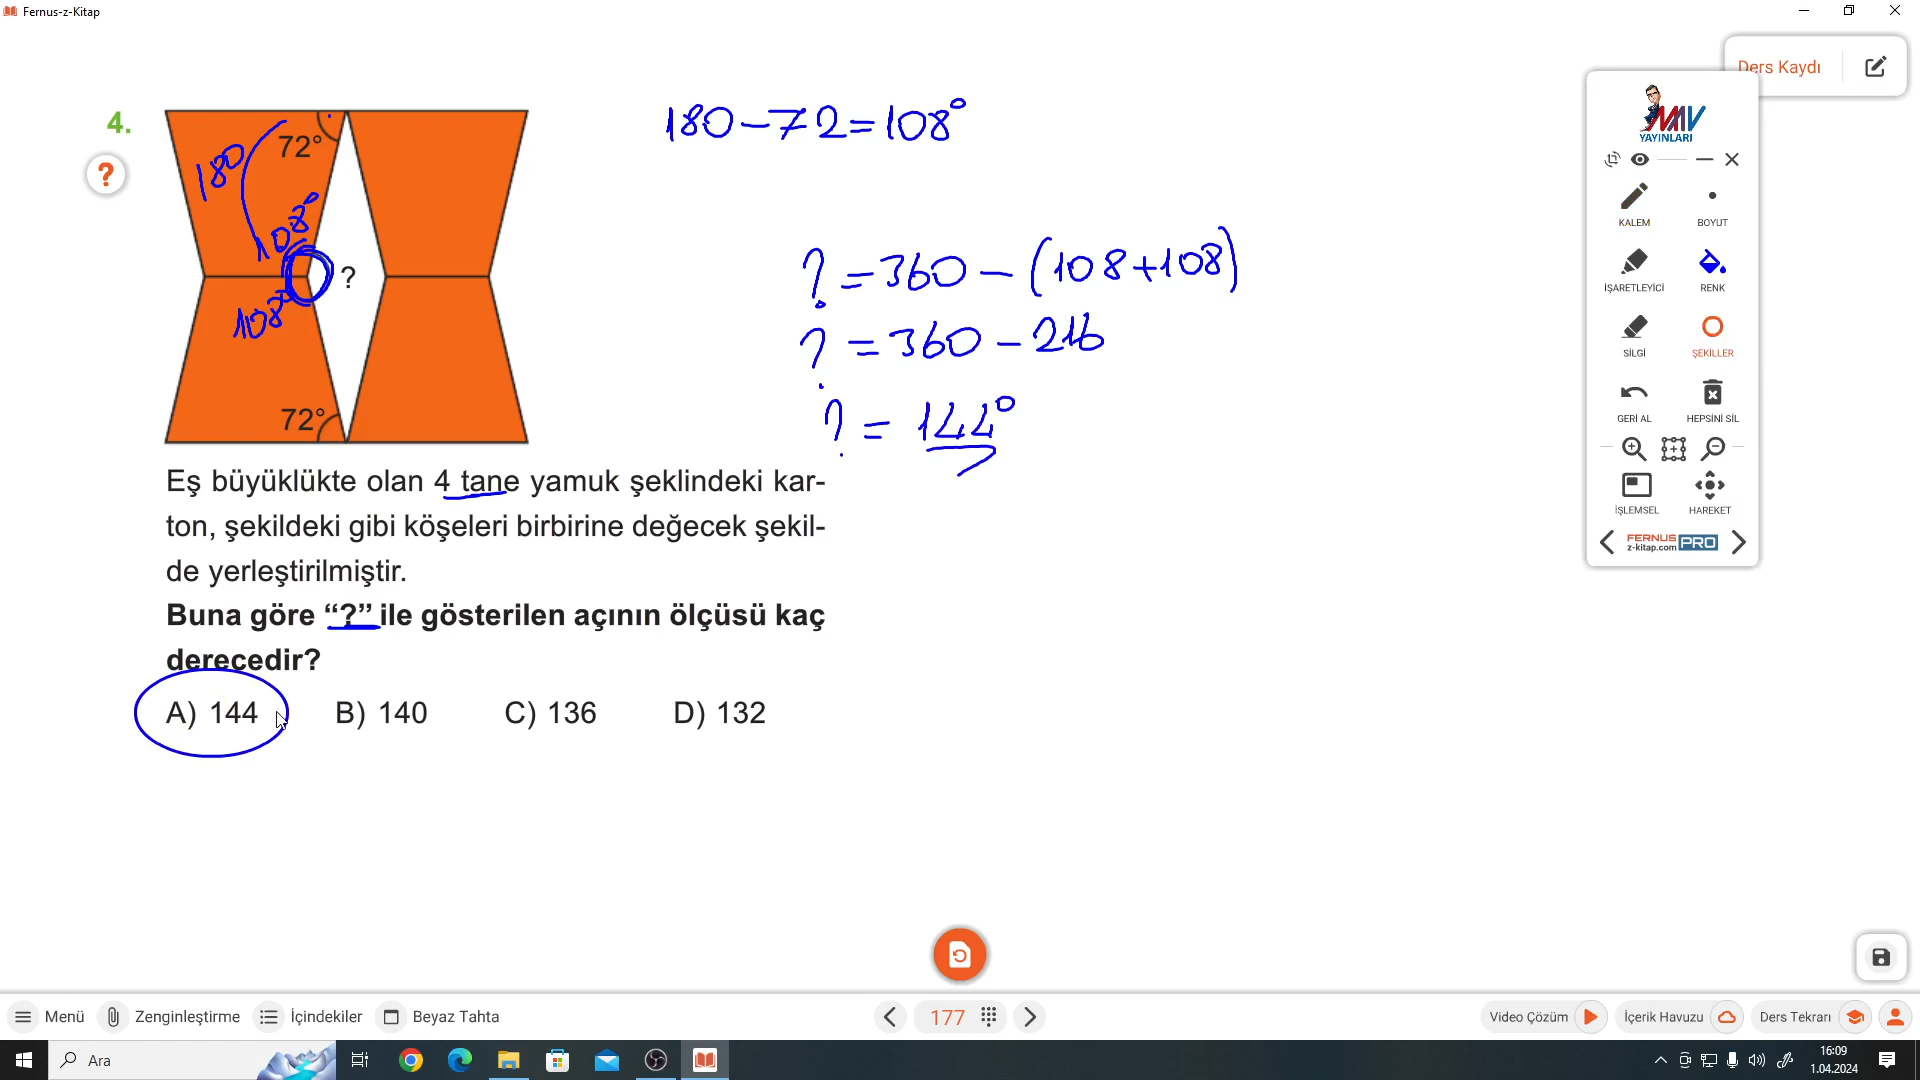 Fernus-z-Kitap
Ders Kaydı
4.
?
72°
180
108°
108°
?
72°
180-72=108°
? = 360 - (108+108)
? = 360 - 216
? = 144°
Eş büyüklükte olan 4 tane yamuk şeklindeki kar-
ton, şekildeki gibi köşeleri birbirine değecek şekil-
de yerleştirilmiştir.
Buna göre “?” ile gösterilen açının ölçüsü kaç
derecedir?
A) 144 B) 140 C) 136 D) 132
MAV
YAYINLARI
KALEM BOYUT
İŞARETLEYİCİ RENK
SİLGİ ŞEKİLLER
GERİ AL HEPSİNİ SİL
İŞLEMSEL HAREKET
FERNUS
z-kitap.com PRO
Menü Zenginleştirme İçindekiler Beyaz Tahta 177 Video Çözüm İçerik Havuzu Ders Tekrarı
Ara
16:09
1.04.2024